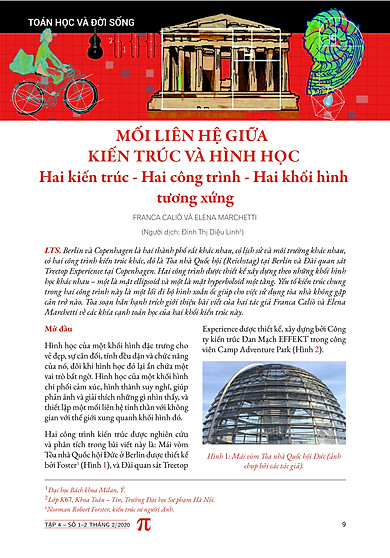 TOÁN HỌC VÀ ĐỜI SỐNG
MỐI LIÊN HỆ GIỮA
KIẾN TRÚC VÀ HÌNH HỌC
Hai kiến trúc - Hai công trình - Hai khối hình
tương xứng
FRANCA CALIÒ VÀ ELENA MARCHETTI
(Người dịch: Đinh Thị Diệu Linh²)
LTS. Berlin và Copenhagen là hai thành phố rất khác nhau, có lịch sử và môi trường khác nhau,
có hai công trình kiến trúc khác, đó là Tòa nhà Quốc hội (Reichstag) tại Berlin và Đài quan sát
Treetop Experience tại Copenhagen. Hai công trình được thiết kế xây dựng theo những khối hình
học khác nhau – một là mặt ellipsoid và một là mặt hyperboloid một tầng. Yếu tố kiến trúc chung
trong hai công trình này là một lối đi bộ hình xoắn ốc giúp cho việc sử dụng tòa nhà không gặp
cản trở nào. Tòa soạn hân hạnh trích giới thiệu bài viết của hai tác giả Franca Caliò và Elena
Marchetti về các khía cạnh toán học của hai khối kiến trúc này.
Mở đầu
Hình học của một khối hình đặc trưng cho
vẻ đẹp, sự cân đối, tính đều dặn và chức năng
của nó, đôi khi hình học đó lại ẩn chứa một
vai trò bất ngờ. Hình học của một khối hình
chi phối cảm xúc, hình thành suy nghĩ, giúp
phản ánh và giải thích những gì nhìn thấy, và
thiết lập một mối liên hệ tinh thần với không
gian với thế giới xung quanh khối hình đó.
Hai công trình kiến trúc được nghiên cứu
và phân tích trong bài viết này là: Mái vòm
Tòa nhà Quốc hội Đức ở Berlin được thiết kế
bởi Foster³ (Hình 1), và Đài quan sát Treetop
Experience được thiết kế, xây dựng bởi Công
ty kiến trúc Đan Mạch EFFEKT trong công
viên Camp Adventure Park (Hình 2).
Hình 1: Mái vòm Tòa nhà Quốc hội Đức (ảnh
chụp bởi các tác giả).
¹ Đại học Bách khoa Milan, Ý.
² Lớp K67, Khoa Toán – Tin, Trường Đại học Sư phạm Hà Nội.
³ Norman Robert Foster, kiến trúc sư người Anh.
TẬP 4 – SỐ 1–2 THÁNG 2/2020
π
9